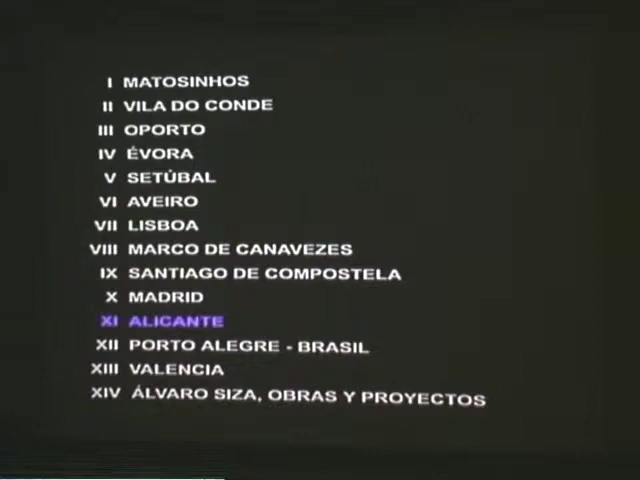 I MATOSINHOS
II VILA DO CONDE
III OPORTO
IV ÉVORA
V SETÚBAL
VI AVEIRO
VII LISBOA
VIII MARCO DE CANAVEZES
IX SANTIAGO DE COMPOSTELA
X MADRID
XI ALICANTE
XII PORTO ALEGRE - BRASIL
XIII VALENCIA
XIV ÁLVARO SIZA, OBRAS Y PROYECTOS